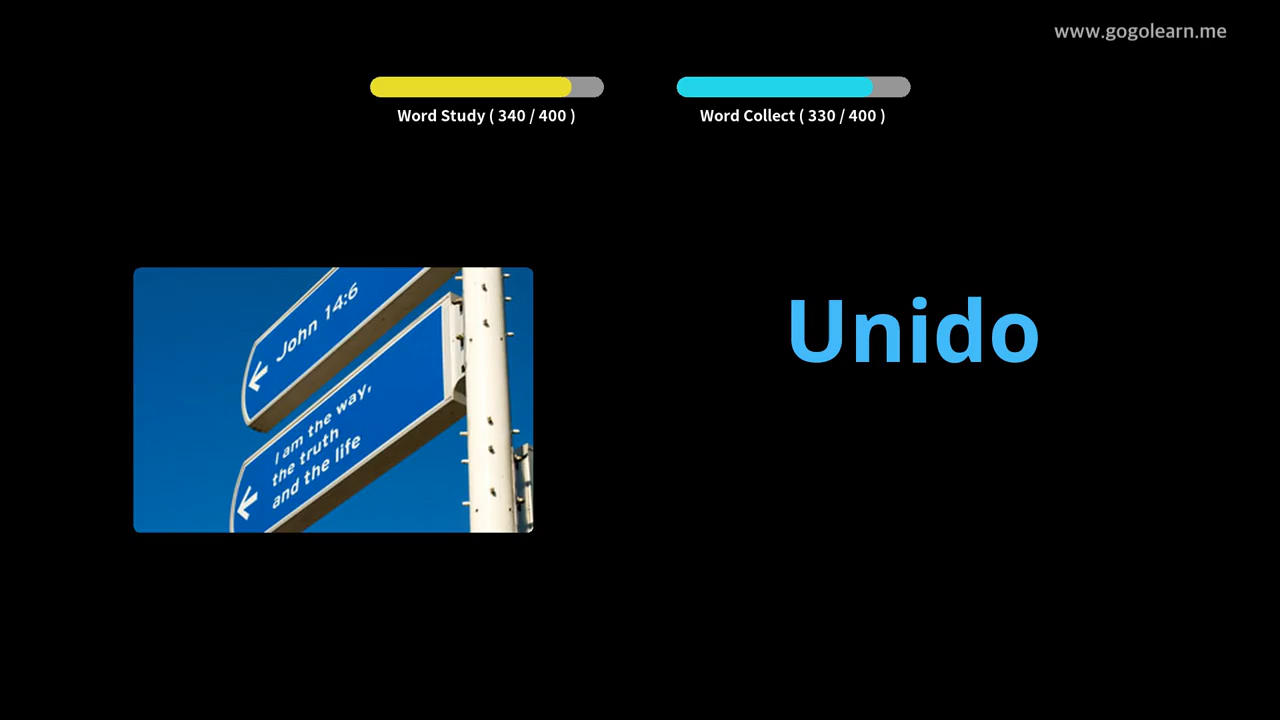 www.gogolearn.me
Word Study ( 340 / 400 )
Word Collect ( 330 / 400 )
John 14:6
I am the way,
the truth
and the life
Unido